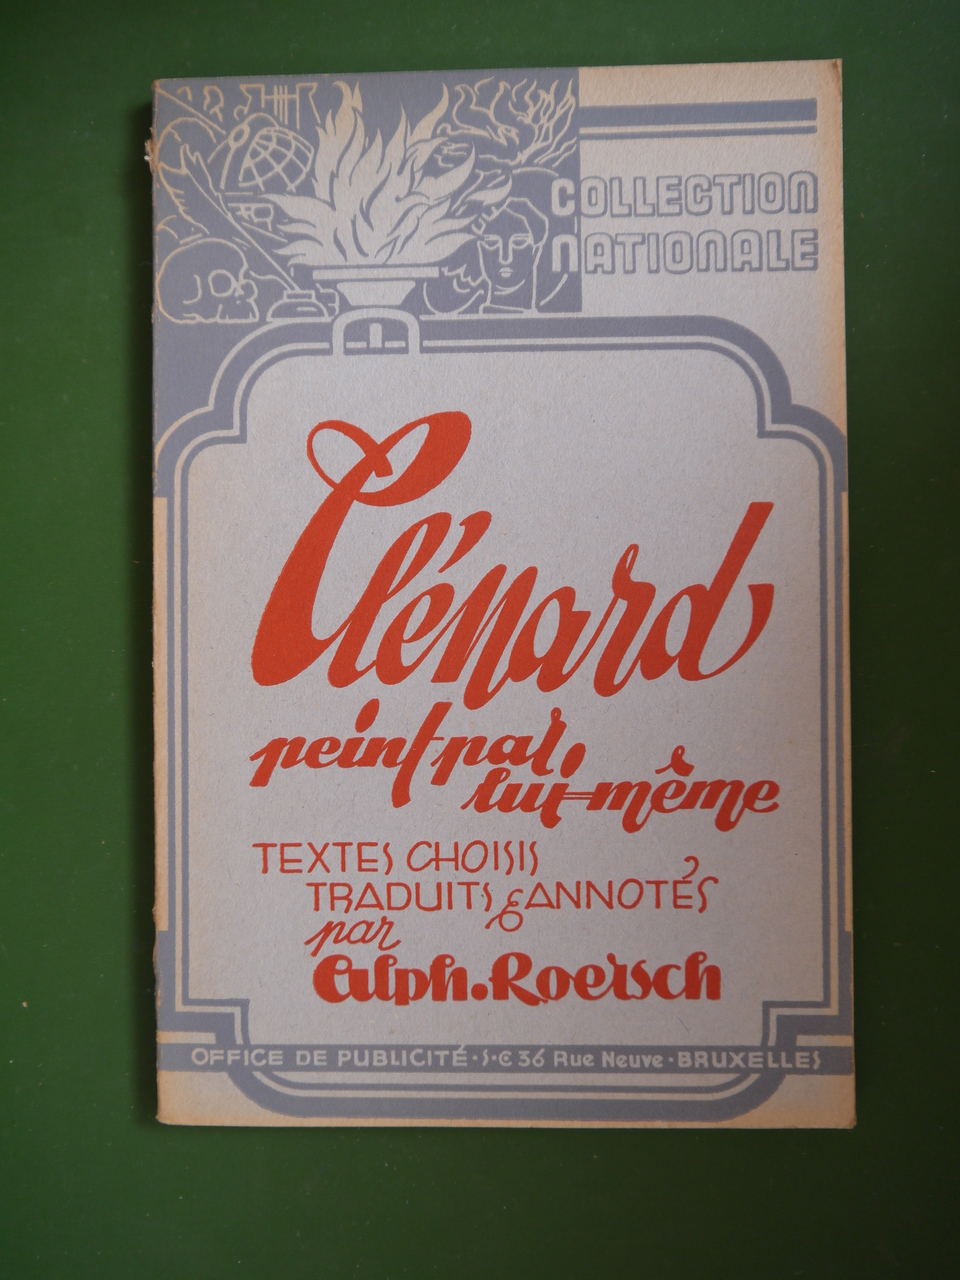 COLLECTION
NATIONALE
Clénard
peint par
lui-même
TEXTES CHOISIS
TRADUITS & ANNOTÉS
par
Alph. Roersch
OFFICE DE PUBLICITÉ · S·C 36 Rue Neuve · BRUXELLES